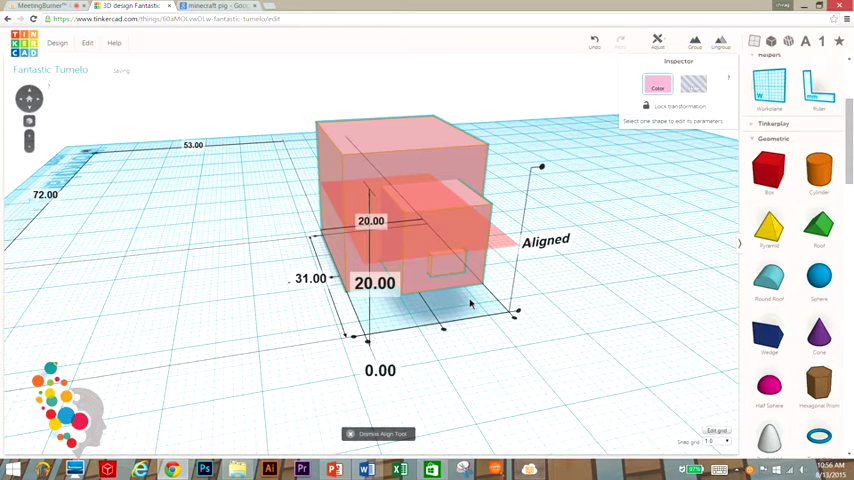 MeetingBurner™
3D design Fantastic
minecraft pig - Goo
https://www.tinkercad.com/things/60aMOLvwDLw-fantastic-tumelo/edit
TIN
KER
CAD
Design
Edit
Help
Undo
Redo
Adjust
Group
Ungroup
Fantastic Tumelo
Saving
?
Inspector
Color
?
Lock transformation
Select one shape to edit its parameters.
Helpers
Workplane
Ruler
Tinkerplay
Geometric
Box
Cylinder
Pyramid
Roof
Round Roof
Sphere
Wedge
Cone
Half Sphere
Hexagonal Prism
53.00
72.00
20.00
Aligned
31.00
20.00
0.00
Dismiss Align Tool
Edit grid
Snap grid
1.0
97%
10:56 AM
8/13/2015